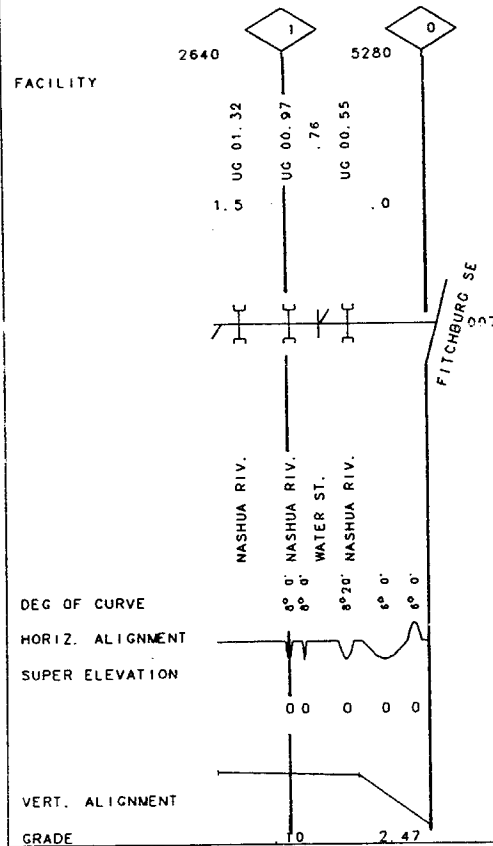 1 0
2640 5280
FACILITY
UG 01.32
UG 00.97
.76
UG 00.55
1.5 .0
FITCHBURG SE
NASHUA RIV.
NASHUA RIV.
WATER ST.
NASHUA RIV.
DEG OF CURVE 8° 0' 8° 0' 8°20' 6° 0' 6° 0'
HORIZ. ALIGNMENT
SUPER ELEVATION
0 0 0 0 0
VERT. ALIGNMENT
GRADE .10 2.47